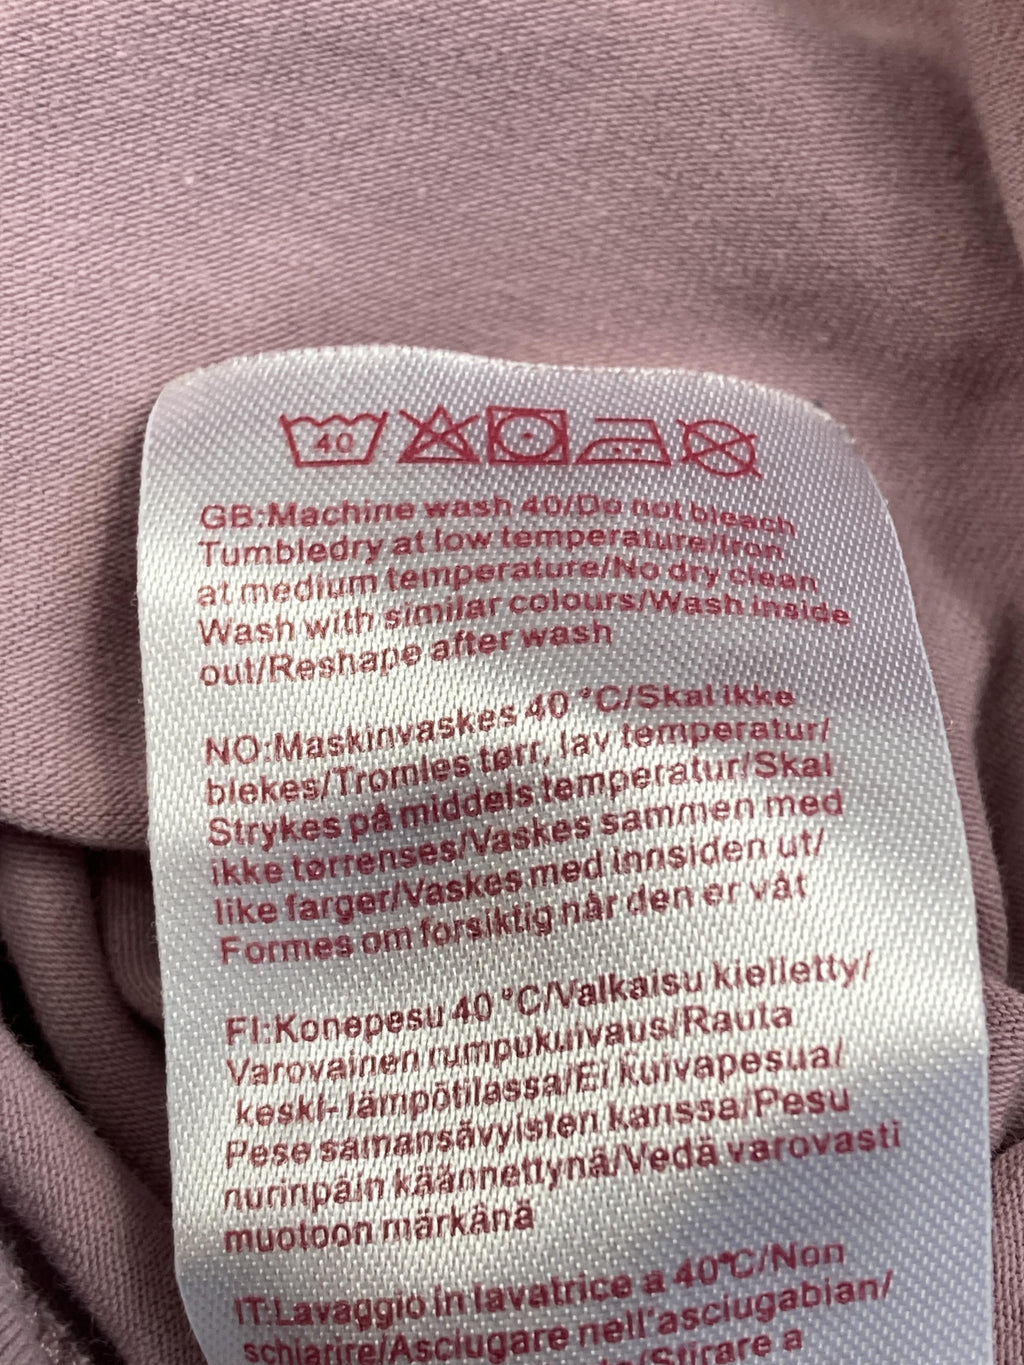 40
GB:Machine wash 40/Do not bleach
Tumbledry at low temperature/Iron
at medium temperature/No dry clean
Wash with similar colours/Wash inside
out/Reshape after wash
NO:Maskinvaskes 40 °C/Skal ikke
blekes/Tromles tørr, lav temperatur/
Strykes på middels temperatur/Skal
ikke tørrenses/Vaskes sammen med
like farger/Vaskes med innsiden ut/
Formes om forsiktig når den er våt
FI:Konepesu 40 °C/Valkaisu kielletty/
Varovainen rumpukuivaus/Rauta
keski- lämpötilassa/Ei kuivapesua/
Pese samansävyisten kanssa/Pesu
nurinpäin käännettynä/Vedä varovasti
muotoon märkänä
IT:Lavaggio in lavatrice a 40°C/Non
schiarire/Asciugare nell'asciugabian/
/Stirare a